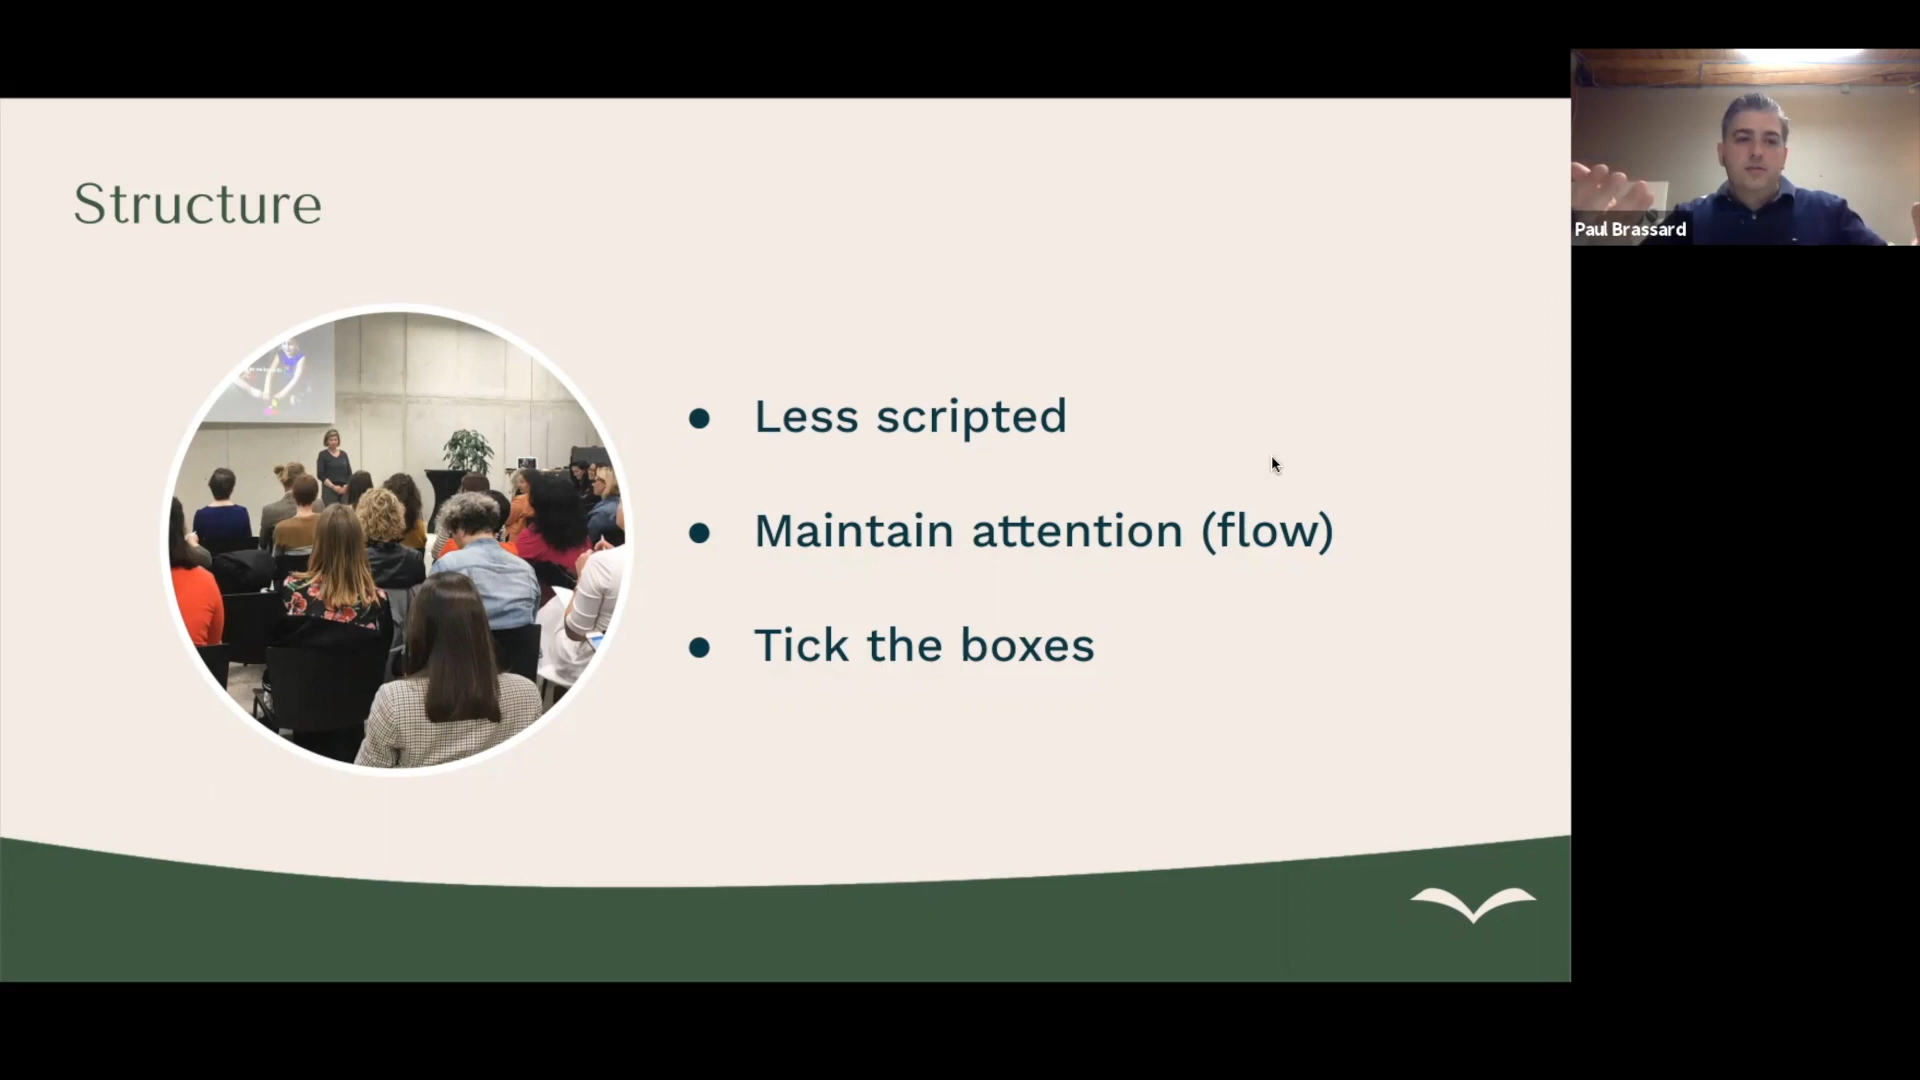 Structure
Less scripted
Maintain attention (flow)
Tick the boxes
Paul Brassard